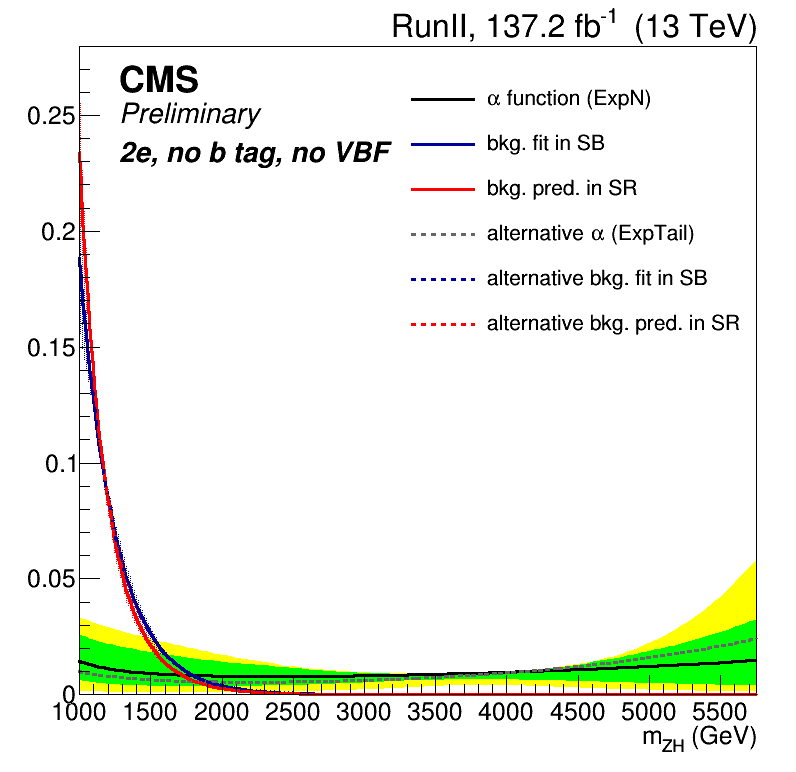 RunII, 137.2 fb-1 (13 TeV)
CMS
Preliminary
2e, no b tag, no VBF
α function (ExpN)
bkg. fit in SB
bkg. pred. in SR
alternative α (ExpTail)
alternative bkg. fit in SB
alternative bkg. pred. in SR
0.25
0.2
0.15
0.1
0.05
0
1000 1500 2000 2500 3000 3500 4000 4500 5000 5500
mZH (GeV)